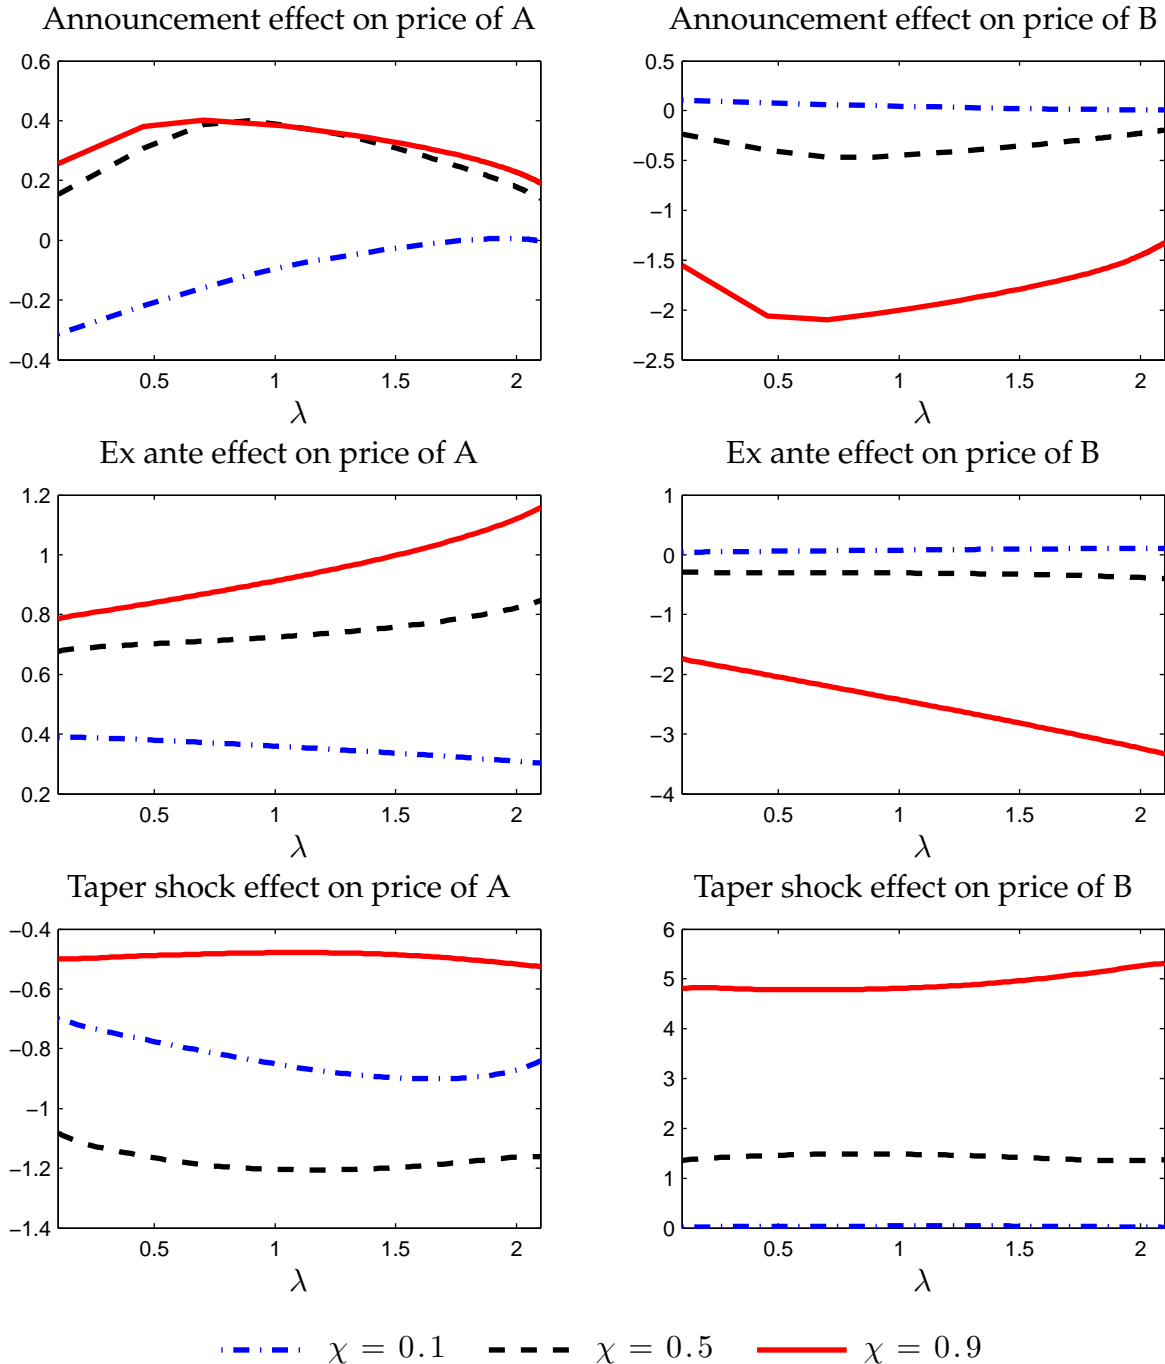 Announcement effect on price of A
0.6
0.4
0.2
0
−0.2
−0.4
0.5 1 1.5 2
λ
Announcement effect on price of B
0.5
0
−0.5
−1
−1.5
−2
−2.5
0.5 1 1.5 2
λ
Ex ante effect on price of A
1.2
1
0.8
0.6
0.4
0.2
0.5 1 1.5 2
λ
Ex ante effect on price of B
1
0
−1
−2
−3
−4
0.5 1 1.5 2
λ
Taper shock effect on price of A
−0.4
−0.6
−0.8
−1
−1.2
−1.4
0.5 1 1.5 2
λ
Taper shock effect on price of B
6
5
4
3
2
1
0
0.5 1 1.5 2
λ
χ = 0.1 χ = 0.5 χ = 0.9